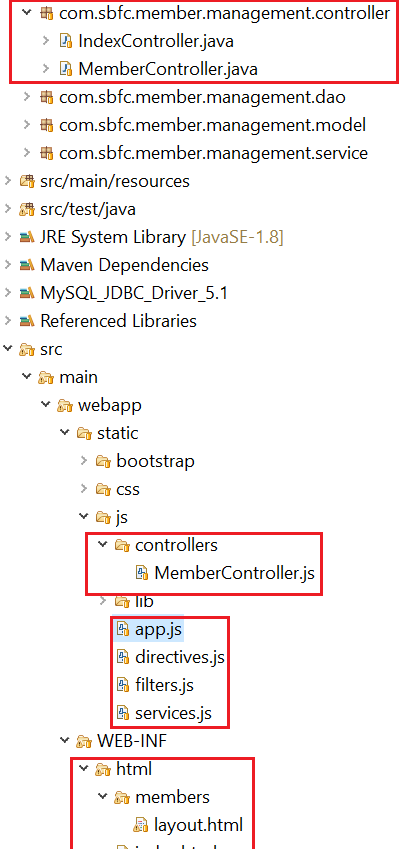 com.sbfc.member.management.controller
IndexController.java
MemberController.java
com.sbfc.member.management.dao
com.sbfc.member.management.model
com.sbfc.member.management.service
src/main/resources
src/test/java
JRE System Library [JavaSE-1.8]
Maven Dependencies
MySQL_JDBC_Driver_5.1
Referenced Libraries
src
main
webapp
static
bootstrap
css
js
controllers
MemberController.js
lib
app.js
directives.js
filters.js
services.js
WEB-INF
html
members
layout.html